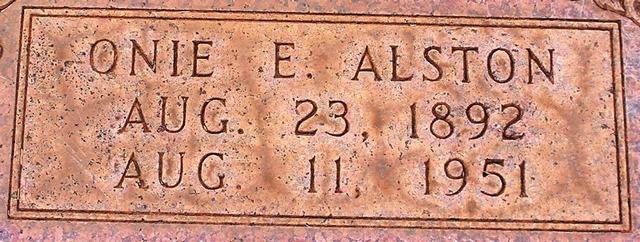 ONIE E. ALSTON
AUG. 23, 1892
AUG. 11, 1951